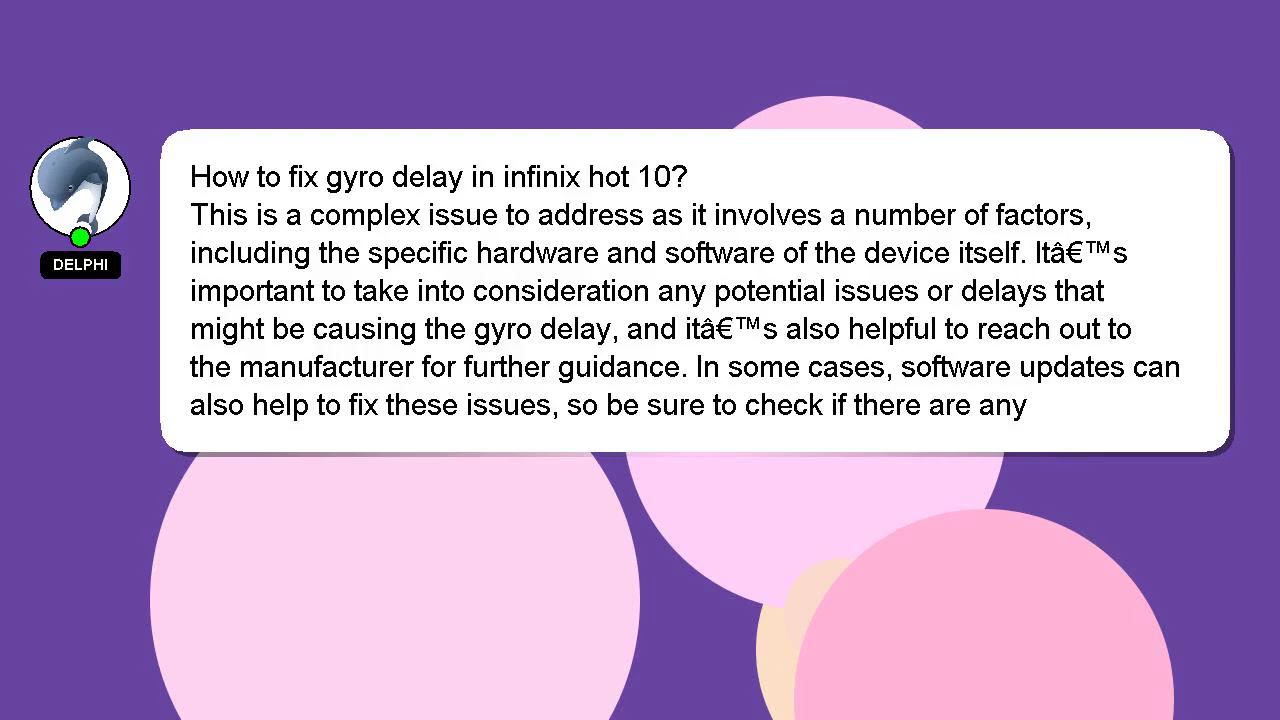 How to fix gyro delay in infinix hot 10?
This is a complex issue to address as it involves a number of factors,
including the specific hardware and software of the device itself. Itâ€™s
important to take into consideration any potential issues or delays that
might be causing the gyro delay, and itâ€™s also helpful to reach out to
the manufacturer for further guidance. In some cases, software updates can
also help to fix these issues, so be sure to check if there are any
DELPHI